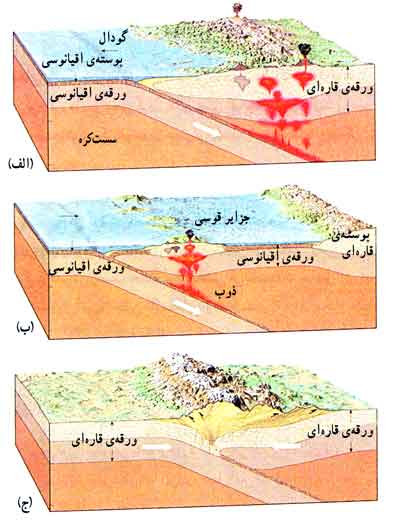 گودال
پوسته‌ی اقیانوسی
ورقه‌ی اقیانوسی
ورقه‌ی قاره‌ای
سست‌کره
(الف)
جزایر قوسی
پوسته‌ی
قاره‌ای
ورقه‌ی اقیانوسی
ورقه‌ی اقیانوسی
ذوب
(ب)
ورقه‌ی قاره‌ای
ورقه‌ی قاره‌ای
(ج)